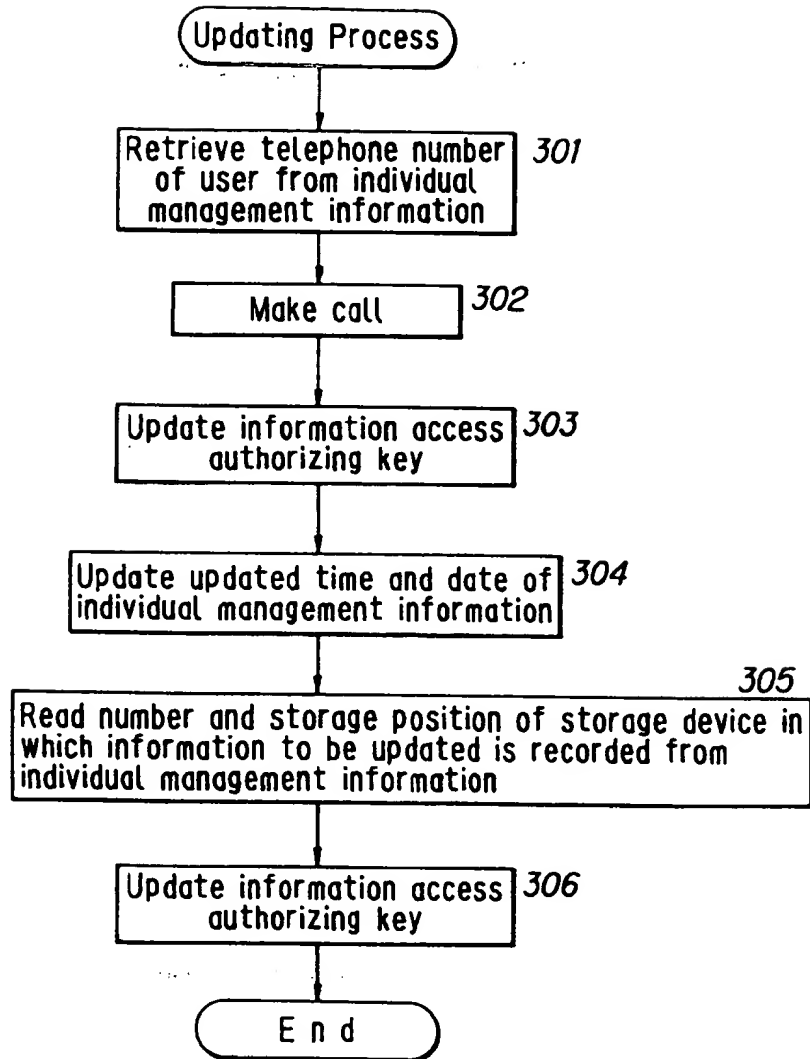 Updating Process
Retrieve telephone number
of user from individual
management information
301
Make call
302
Update information access
authorizing key
303
Update updated time and date of
individual management information
304
305
Read number and storage position of storage device in
which information to be updated is recorded from
individual management information
Update information access
authorizing key
306
End